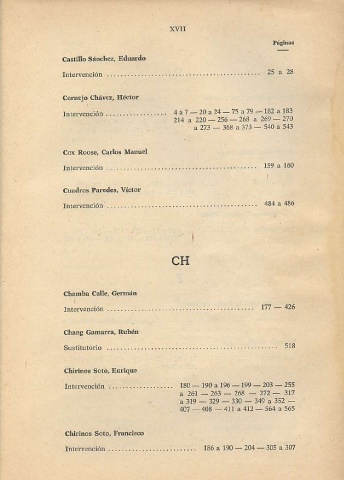 XVII
Páginas
Castillo Sánchez, Eduardo
Intervención ........................................ 25 a 28
Cornejo Chávez, Héctor
Intervención .................... 4 a 7 — 20 a 24 — 75 a 79 — 182 a 183
214 a 220 — 256 — 268 a 269 — 270
a 273 — 368 a 373 — 540 a 543
Cox Roose, Carlos Manuel
Intervención ........................................ 159 a 160
Cuadros Paredes, Víctor
Intervención ........................................ 484 a 486
CH
Chamba Calle, Germán
Intervención ........................................ 177 — 426
Chang Gamarra, Rubén
Sustitutorio ........................................ 518
Chirinos Soto, Enrique
Intervención .................... 180 — 190 a 196 — 199 — 203 — 255
a 261 — 263 — 268 — 272 — 317
a 319 — 329 — 330 — 349 a 352 —
407 — 408 — 411 a 412 — 564 a 565
Chirinos Soto, Francisco
Intervención ........................ 186 a 190 — 204 — 305 a 307